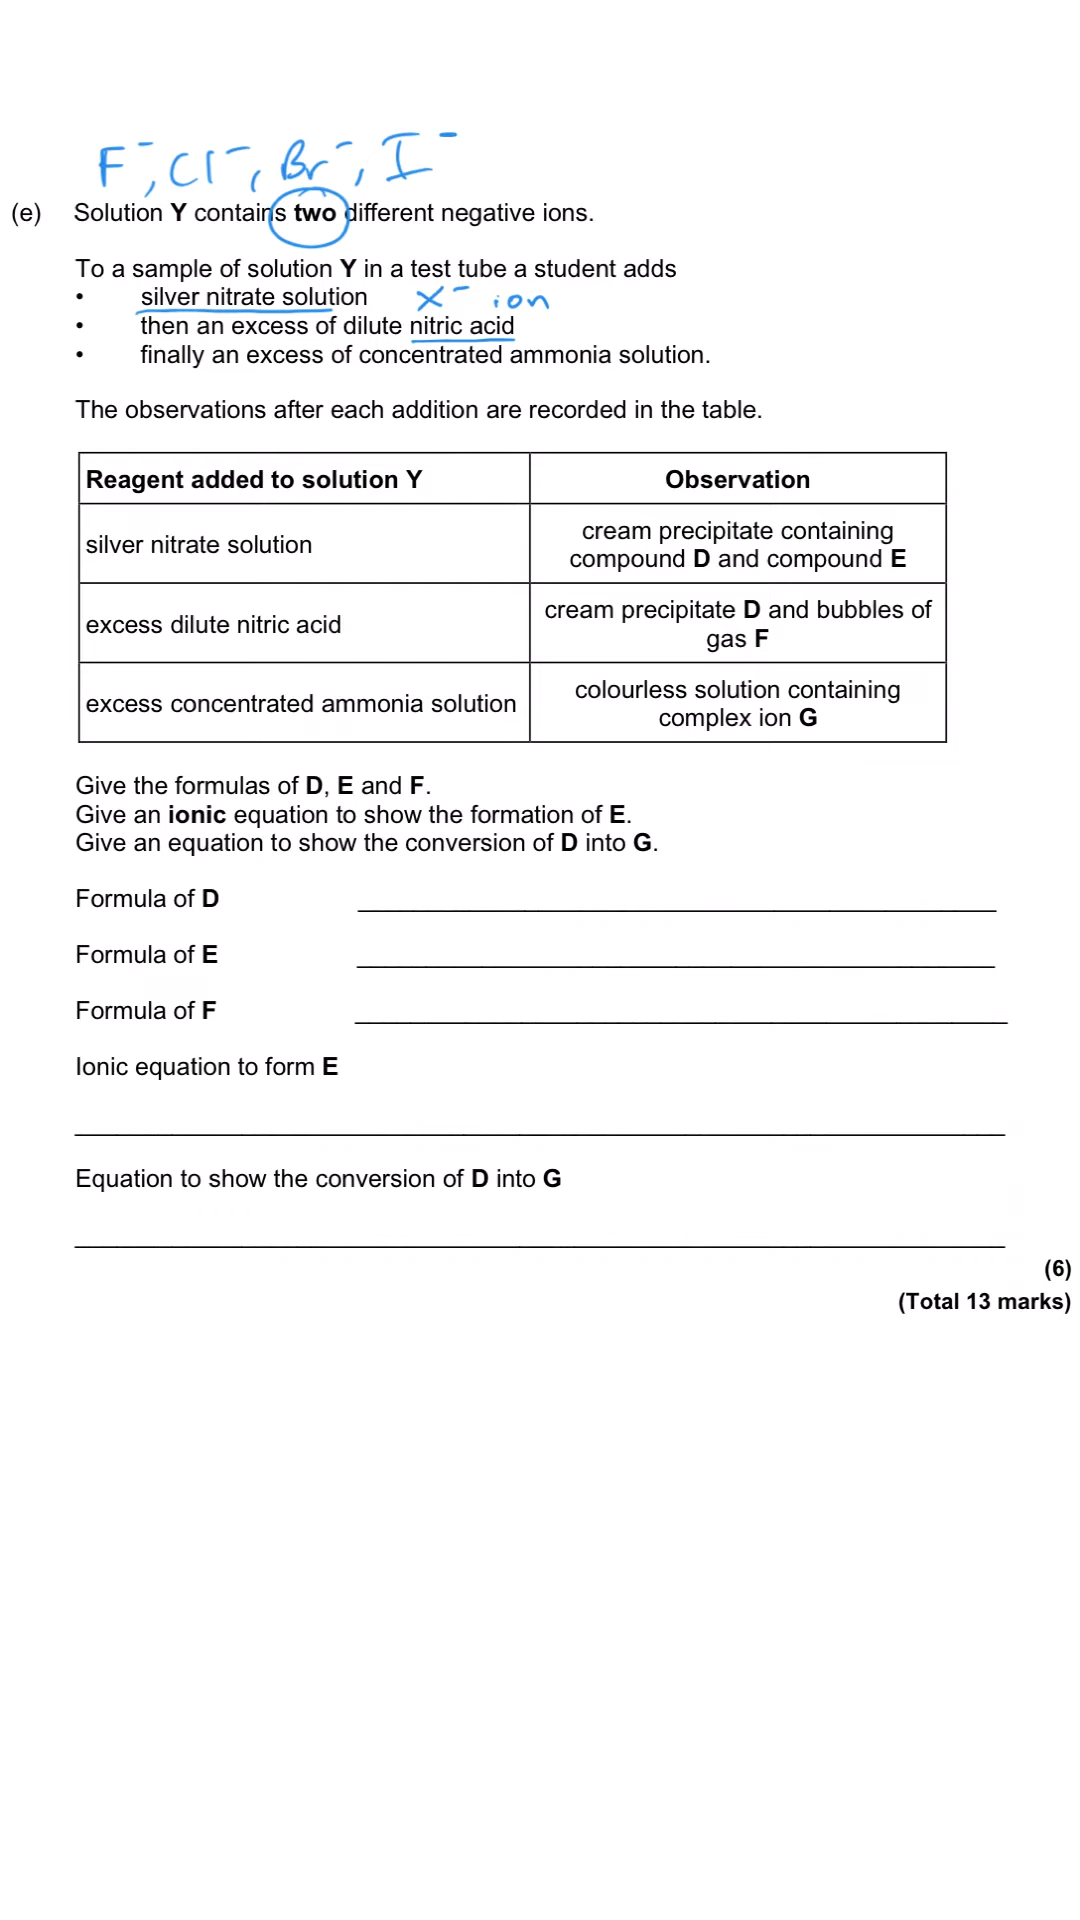 F⁻, Cl⁻, Br⁻, I⁻
(e) Solution Y contains two different negative ions.
To a sample of solution Y in a test tube a student adds
• silver nitrate solution X⁻ ion
• then an excess of dilute nitric acid
• finally an excess of concentrated ammonia solution.
The observations after each addition are recorded in the table.
Reagent added to solution Y Observation
silver nitrate solution cream precipitate containing
compound D and compound E
excess dilute nitric acid cream precipitate D and bubbles of
gas F
excess concentrated ammonia solution colourless solution containing
complex ion G
Give the formulas of D, E and F.
Give an ionic equation to show the formation of E.
Give an equation to show the conversion of D into G.
Formula of D
Formula of E
Formula of F
Ionic equation to form E
Equation to show the conversion of D into G
(6)
(Total 13 marks)